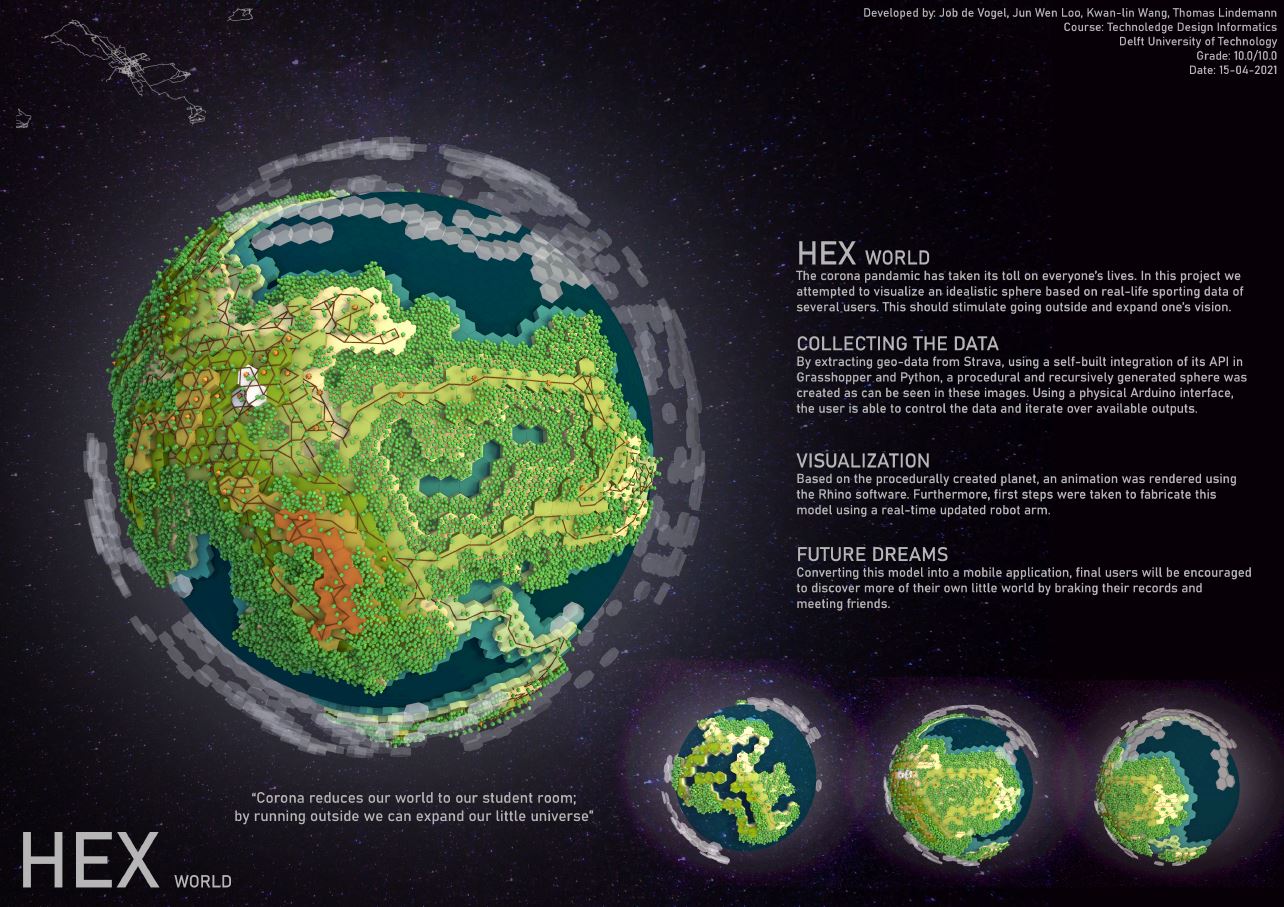 Developed by: Job de Vogel, Jun Wen Loo, Kwan-lin Wang, Thomas Lindemann
Course: Technoledge Design Informatics
Delft University of Technology
Grade: 10.0/10.0
Date: 15-04-2021
HEX WORLD
The corona pandamic has taken its toll on everyone's lives. In this project we
attempted to visualize an idealistic sphere based on real-life sporting data of
several users. This should stimulate going outside and expand one's vision.
COLLECTING THE DATA
By extracting geo-data from Strava, using a self-built integration of its API in
Grasshopper and Python, a procedural and recursively generated sphere was
created as can be seen in these images. Using a physical Arduino interface,
the user is able to control the data and iterate over available outputs.
VISUALIZATION
Based on the procedurally created planet, an animation was rendered using
the Rhino software. Furthermore, first steps were taken to fabricate this
model using a real-time updated robot arm.
FUTURE DREAMS
Converting this model into a mobile application, final users will be encouraged
to discover more of their own little world by braking their records and
meeting friends.
"Corona reduces our world to our student room;
by running outside we can expand our little universe"
HEX WORLD